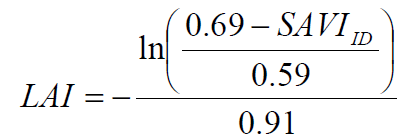 LAI = - ln( (0.69 - SAVI_ID) / 0.59 ) / 0.91